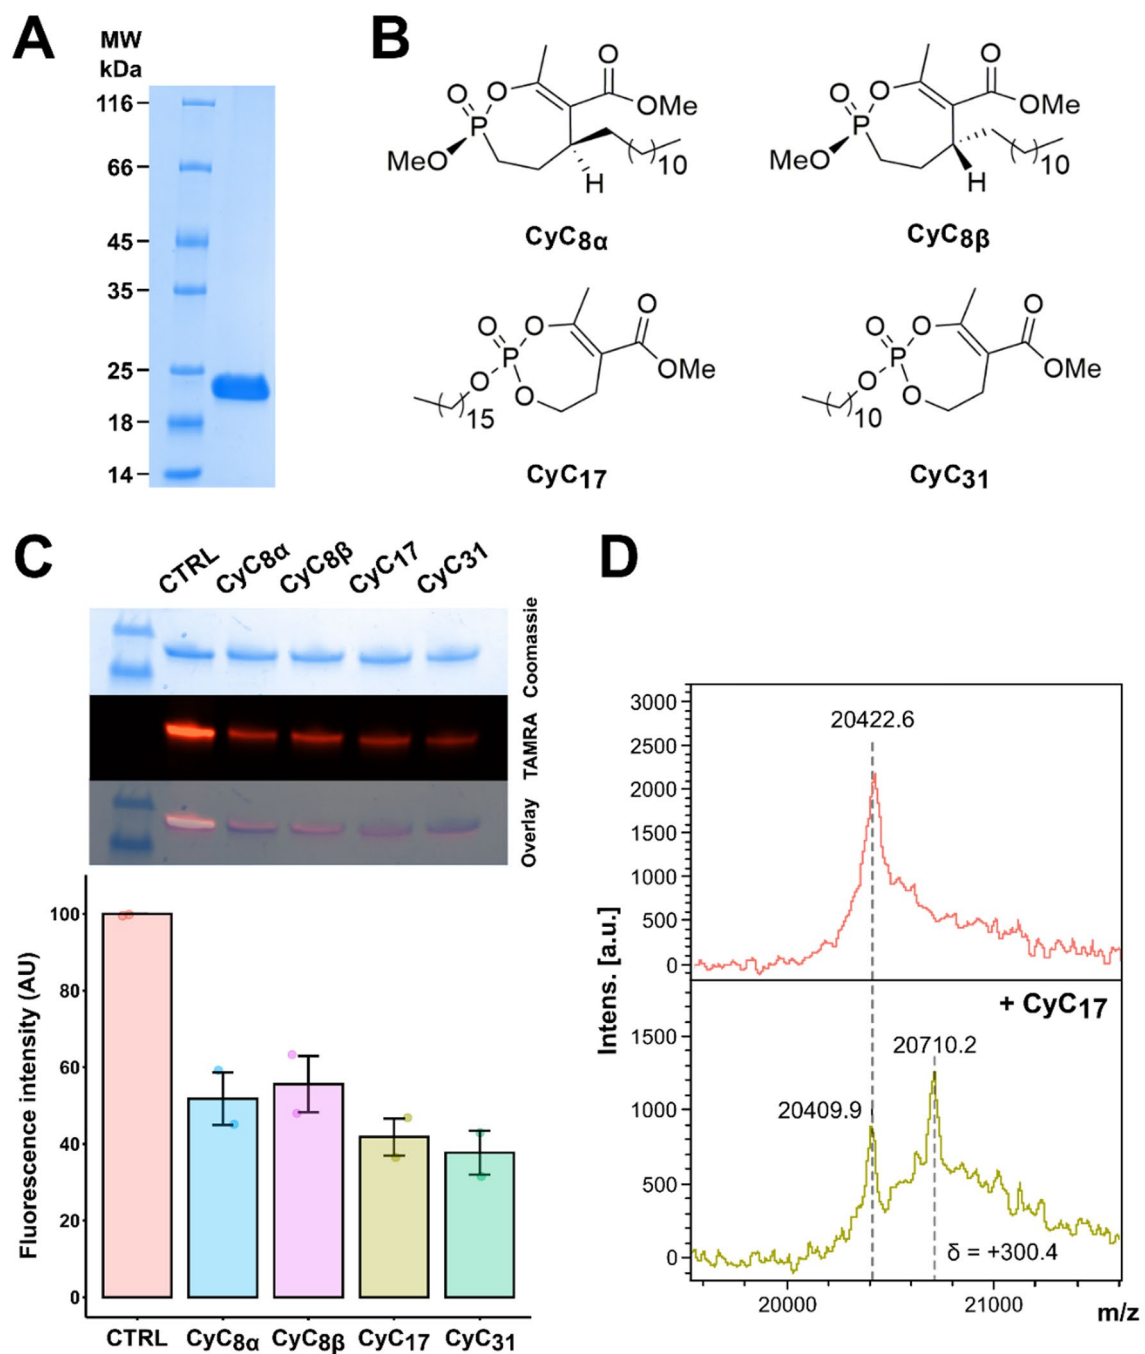 A
MW
kDa
116
66
45
35
25
18
14
B
O
O
P
MeO
O
OMe
10
H
CyC8α
O
O
P
MeO
O
OMe
10
H
CyC8β
O
O
P
O
O
15
O
OMe
CyC17
O
O
P
O
O
10
O
OMe
CyC31
C
CTRL
CyC8α
CyC8β
CyC17
CyC31
Coomassie
TAMRA
Overlay
Fluorescence intensity (AU)
100
80
60
40
20
0
CTRL
CyC8α
CyC8β
CyC17
CyC31
D
Intens. [a.u.]
3000
2500
2000
1500
1000
500
0
20422.6
+ CyC17
1500
1000
500
0
20710.2
20409.9
δ = +300.4
20000
21000
m/z